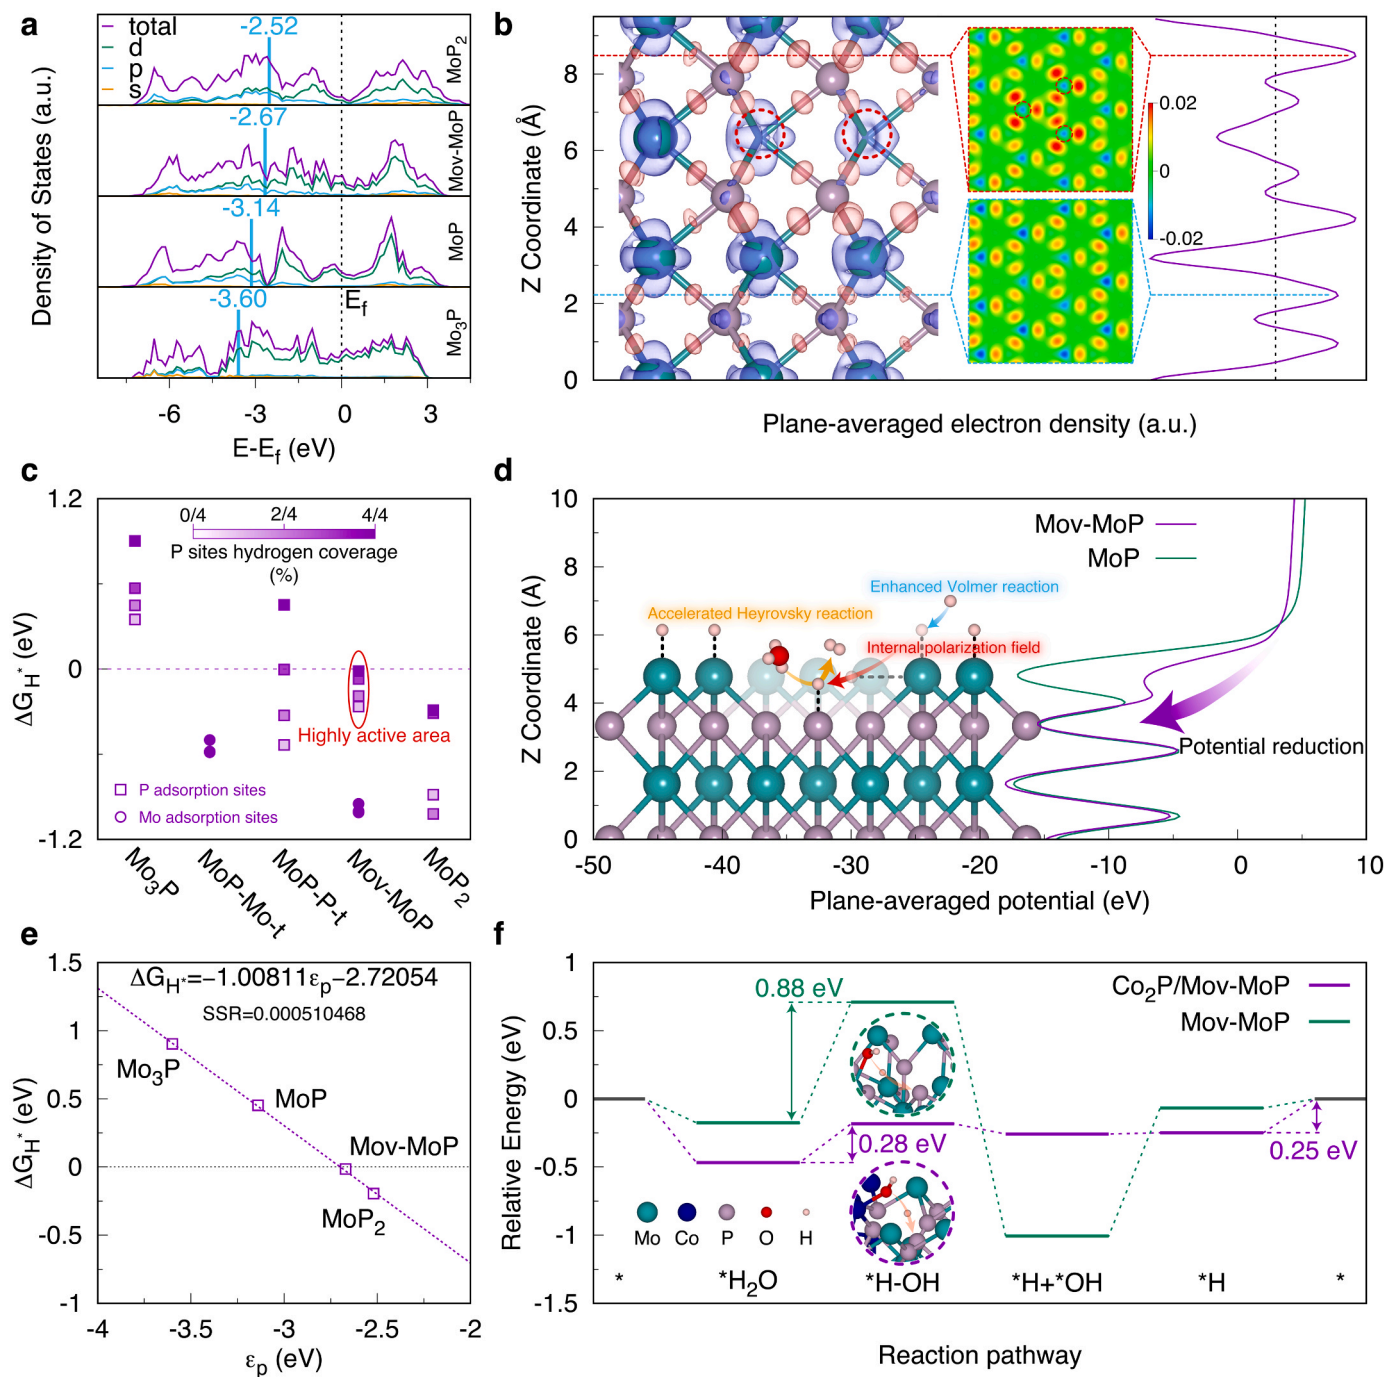 a
total
d
p
s
-2.52
MoP2
-2.67
Mov-MoP
-3.14
MoP
-3.60
Ef
Mo3P
Density of States (a.u.)
-6
-3
0
3
E-Ef (eV)
b
8
6
4
2
0
Z Coordinate (Å)
0.02
0
-0.02
Plane-averaged electron density (a.u.)
c
1.2
0
-1.2
ΔGH* (eV)
0/4
2/4
4/4
P sites hydrogen coverage
(%)
Highly active area
P adsorption sites
Mo adsorption sites
Mo3P
MoP-Mo-t
MoP-P-t
Mov-MoP
MoP2
d
10
8
6
4
2
0
Z Coordinate (A)
Mov-MoP
MoP
Enhanced Volmer reaction
Accelerated Heyrovsky reaction
Internal polarization field
Potential reduction
-50
-40
-30
-20
-10
0
10
Plane-averaged potential (eV)
e
1.5
1
0.5
0
-0.5
-1
ΔGH* (eV)
ΔGH*=−1.00811εp−2.72054
SSR=0.000510468
Mo3P
MoP
Mov-MoP
MoP2
-4
-3.5
-3
-2.5
-2
εp (eV)
f
1
0.5
0
-0.5
-1
-1.5
Relative Energy (eV)
Co2P/Mov-MoP
Mov-MoP
0.88 eV
0.28 eV
0.25 eV
Mo
Co
P
O
H
*
*H2O
*H-OH
*H+*OH
*H
*
Reaction pathway